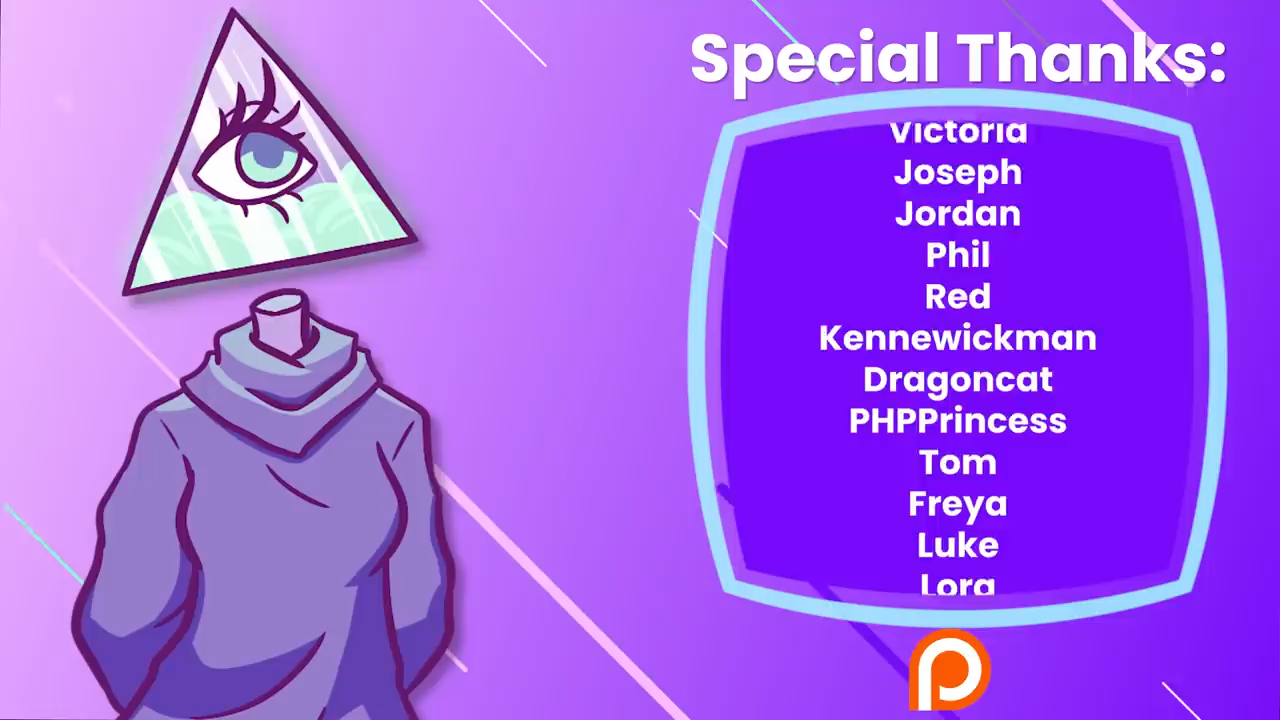 Special Thanks:
Victoria
Joseph
Jordan
Phil
Red
Kennewickman
Dragoncat
PHPPrincess
Tom
Freya
Luke
Lora